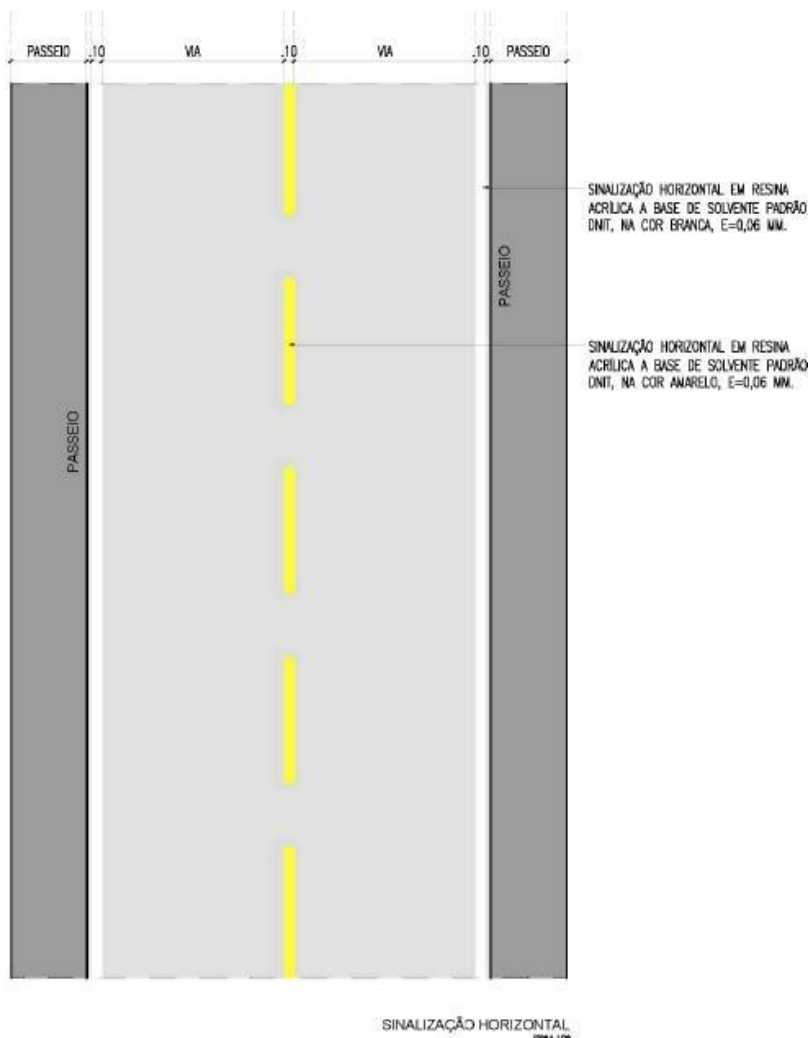 PASSEIO .10 VIA .10 VIA .10 PASSEIO
SINALIZAÇÃO HORIZONTAL EM RESINA
ACRÍLICA A BASE DE SOLVENTE PADRÃO
DNIT, NA COR BRANCA, E=0,06 MM.
PASSEIO
SINALIZAÇÃO HORIZONTAL EM RESINA
ACRÍLICA A BASE DE SOLVENTE PADRÃO
DNIT, NA COR AMARELO, E=0,06 MM.
PASSEIO
SINALIZAÇÃO HORIZONTAL